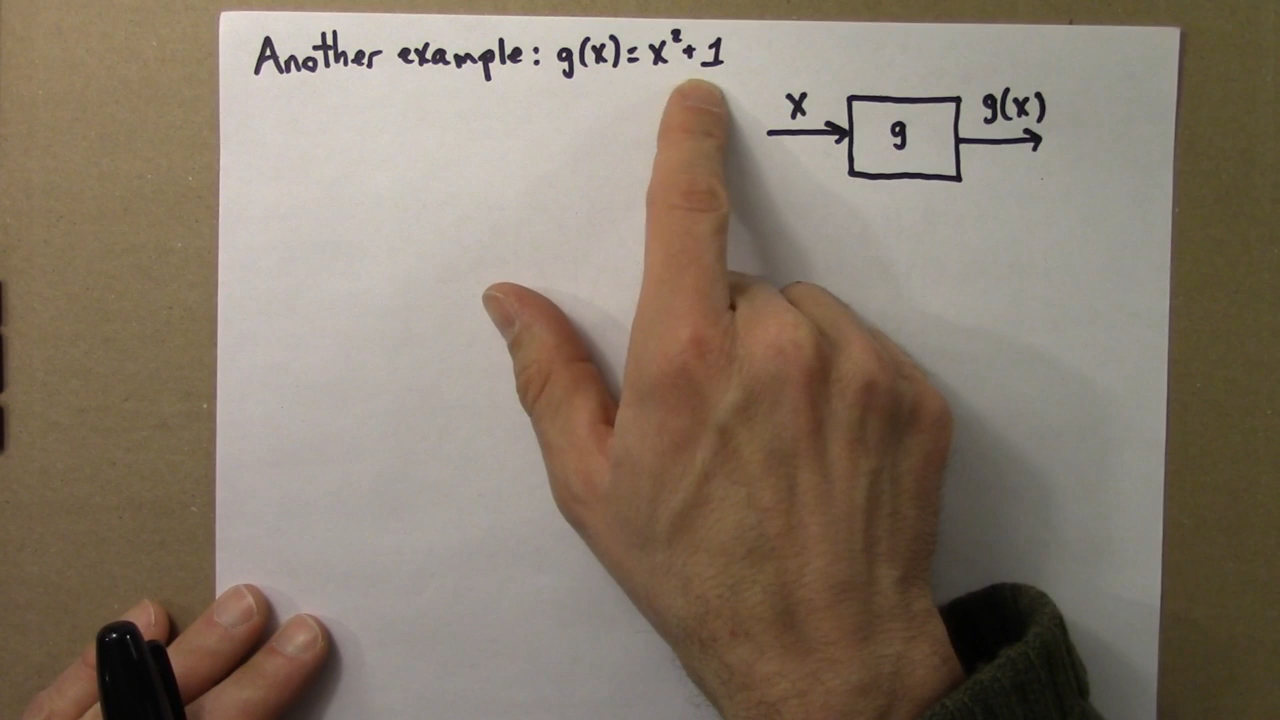 Another example: g(x) = x² + 1
x
g
g(x)